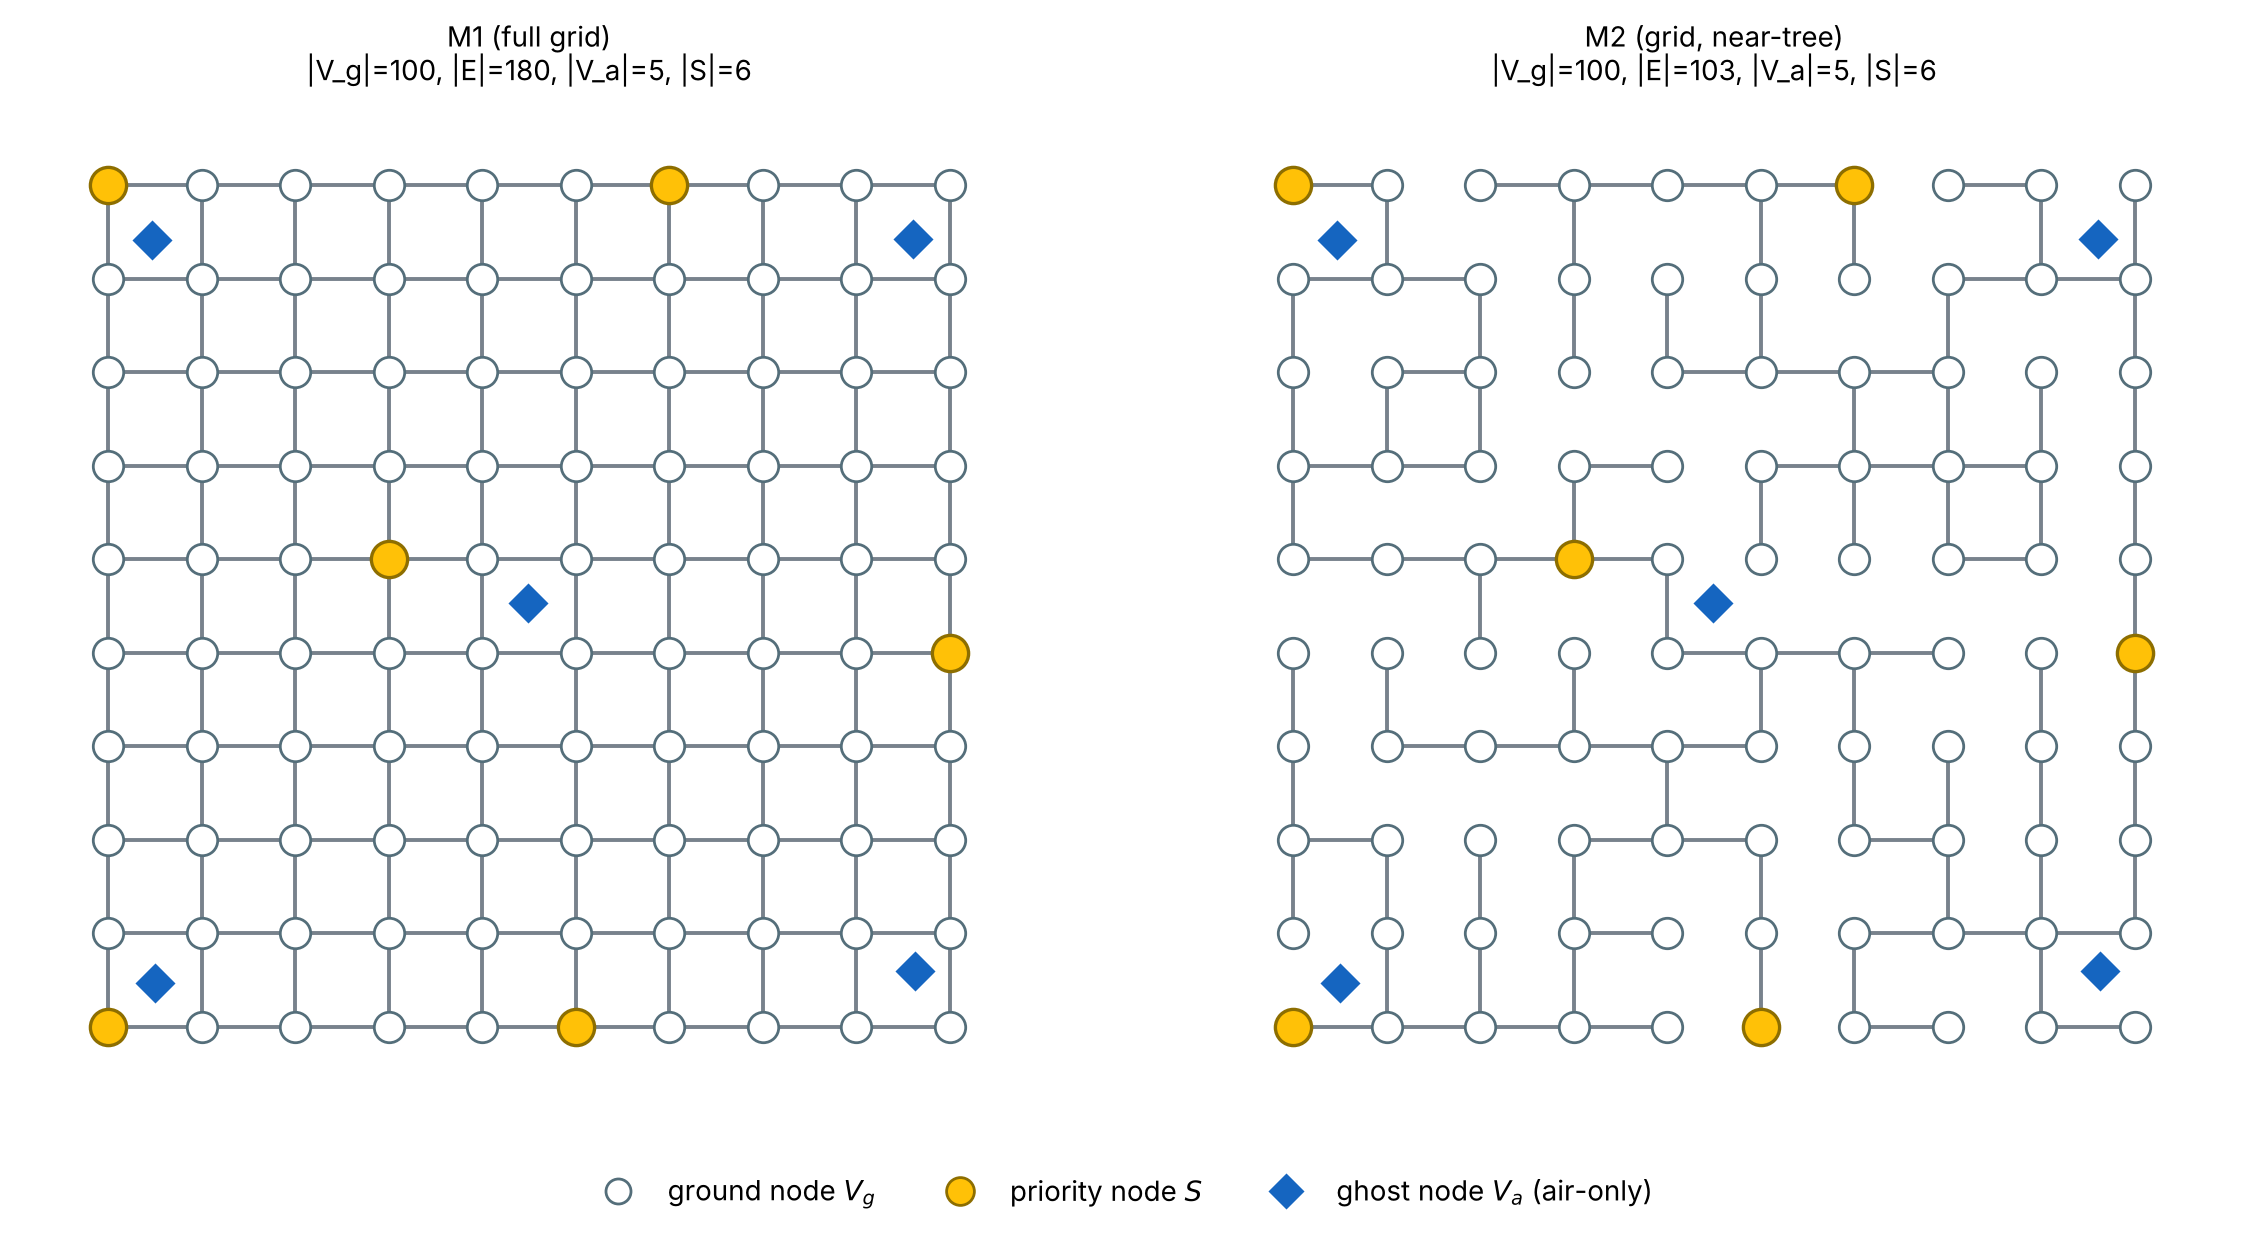 M1 (full grid)
|V_g|=100, |E|=180, |V_a|=5, |S|=6
M2 (grid, near-tree)
|V_g|=100, |E|=103, |V_a|=5, |S|=6
ground node V_g
priority node S
ghost node V_a (air-only)